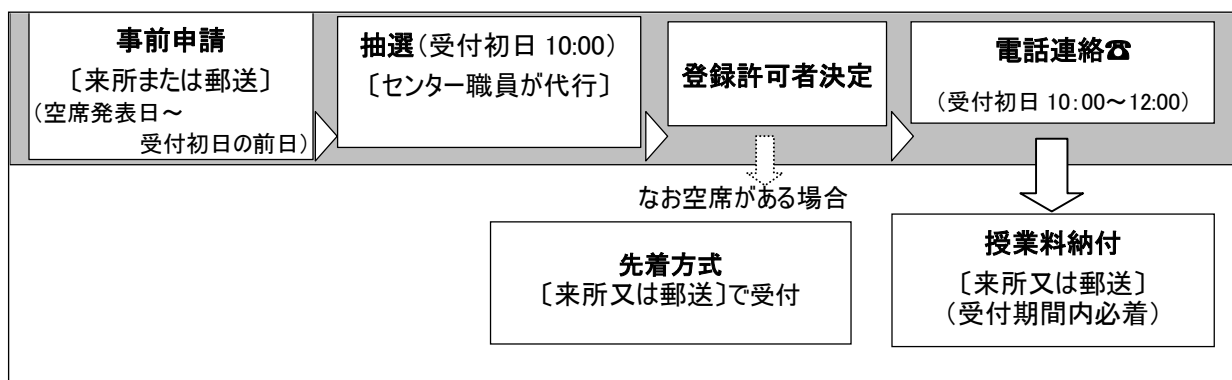 事前申請
〔来所または郵送〕
（空席発表日～
受付初日の前日）
抽選（受付初日 10:00）
〔センター職員が代行〕
登録許可者決定
電話連絡☎
（受付初日 10：00～12：00）
なお空席がある場合
先着方式
〔来所又は郵送〕で受付
授業料納付
〔来所又は郵送〕
（受付期間内必着）